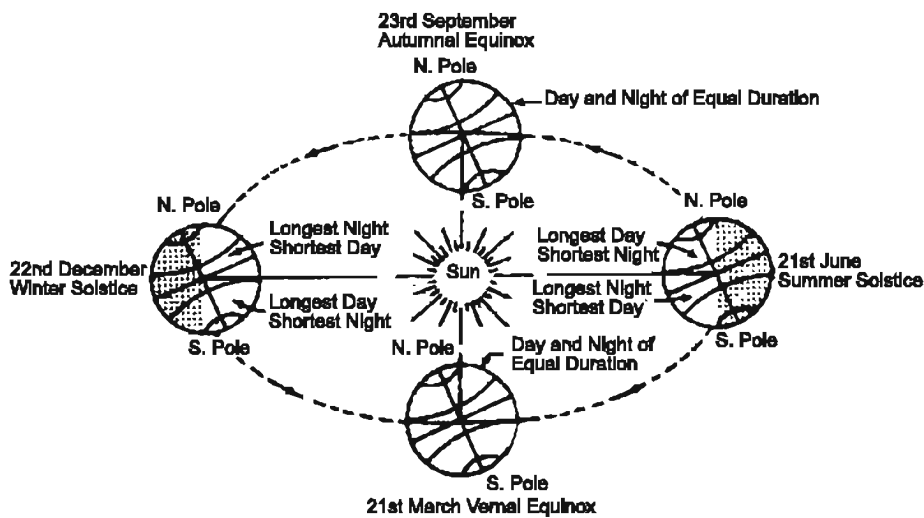 23rd September
Autumnal Equinox
N. Pole
Day and Night of Equal Duration
S. Pole
N. Pole
Longest Night
Shortest Day
22nd December
Winter Solstice
Longest Day
Shortest Night
S. Pole
Sun
N. Pole
Longest Day
Shortest Night
21st June
Summer Solstice
Longest Night
Shortest Day
S. Pole
N. Pole
Day and Night of
Equal Duration
S. Pole
21st March Vernal Equinox